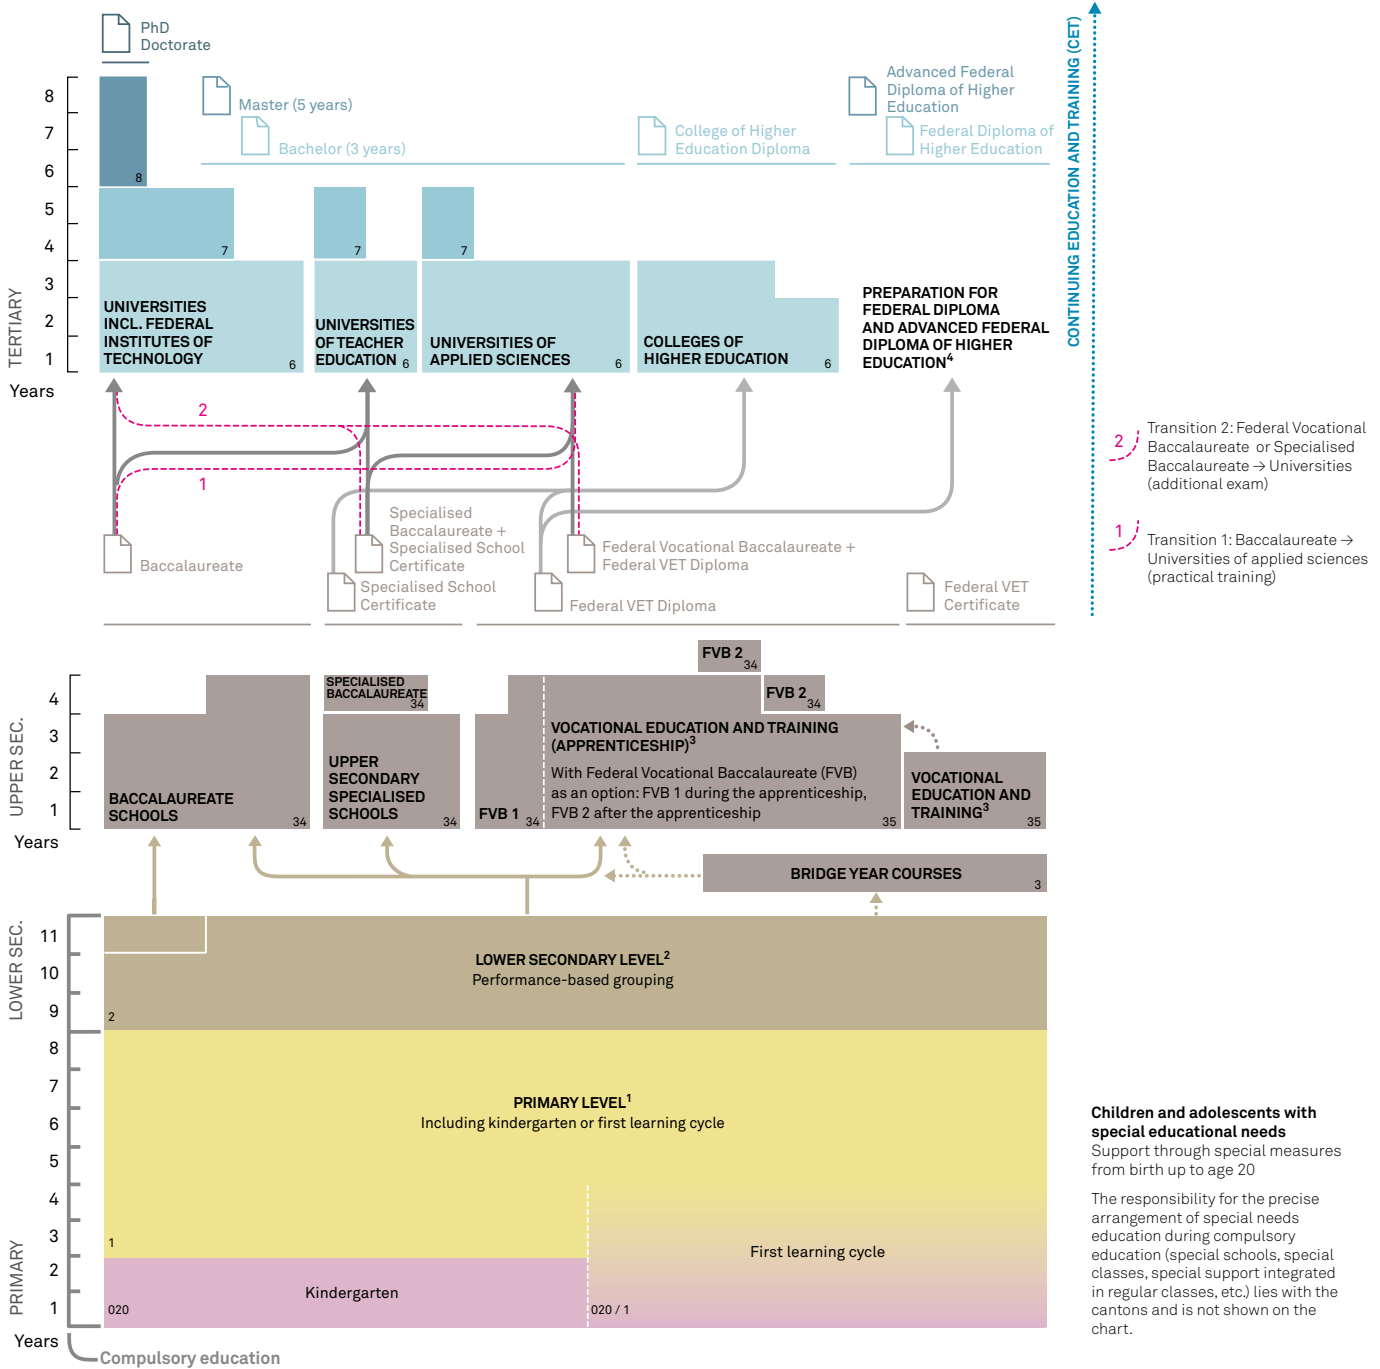 PhD
Doctorate
Master (5 years)
Bachelor (3 years)
College of Higher
Education Diploma
Advanced Federal
Diploma of Higher
Education
Federal Diploma of
Higher Education
CONTINUING EDUCATION AND TRAINING (CET)
TERTIARY
8
7
6
5
4
3
2
1
Years
8
7
7
7
UNIVERSITIES
INCL. FEDERAL
INSTITUTES OF
TECHNOLOGY
6
UNIVERSITIES
OF TEACHER
EDUCATION
6
UNIVERSITIES OF
APPLIED SCIENCES
6
COLLEGES OF
HIGHER EDUCATION
6
PREPARATION FOR
FEDERAL DIPLOMA
AND ADVANCED FEDERAL
DIPLOMA OF HIGHER
EDUCATION⁴
2
1
2
Transition 2: Federal Vocational
Baccalaureate or Specialised
Baccalaureate → Universities
(additional exam)
1
Transition 1: Baccalaureate →
Universities of applied sciences
(practical training)
Baccalaureate
Specialised
Baccalaureate +
Specialised School
Certificate
Specialised School
Certificate
Federal Vocational Baccalaureate +
Federal VET Diploma
Federal VET Diploma
Federal VET
Certificate
UPPER SEC.
4
3
2
1
Years
BACCALAUREATE
SCHOOLS
34
SPECIALISED
BACCALAUREATE
34
UPPER
SECONDARY
SPECIALISED
SCHOOLS
34
FVB 1
34
FVB 2
34
FVB 2
34
VOCATIONAL EDUCATION AND TRAINING
(APPRENTICESHIP)³
With Federal Vocational Baccalaureate (FVB)
as an option: FVB 1 during the apprenticeship,
FVB 2 after the apprenticeship
35
VOCATIONAL
EDUCATION AND
TRAINING³
35
BRIDGE YEAR COURSES
3
LOWER SEC.
11
10
9
LOWER SECONDARY LEVEL²
Performance-based grouping
2
PRIMARY
8
7
6
5
4
3
2
1
Years
PRIMARY LEVEL¹
Including kindergarten or first learning cycle
1
Kindergarten
020
First learning cycle
020 / 1
Compulsory education
Children and adolescents with
special educational needs
Support through special measures
from birth up to age 20
The responsibility for the precise
arrangement of special needs
education during compulsory
education (special schools, special
classes, special support integrated
in regular classes, etc.) lies with the
cantons and is not shown on the
chart.